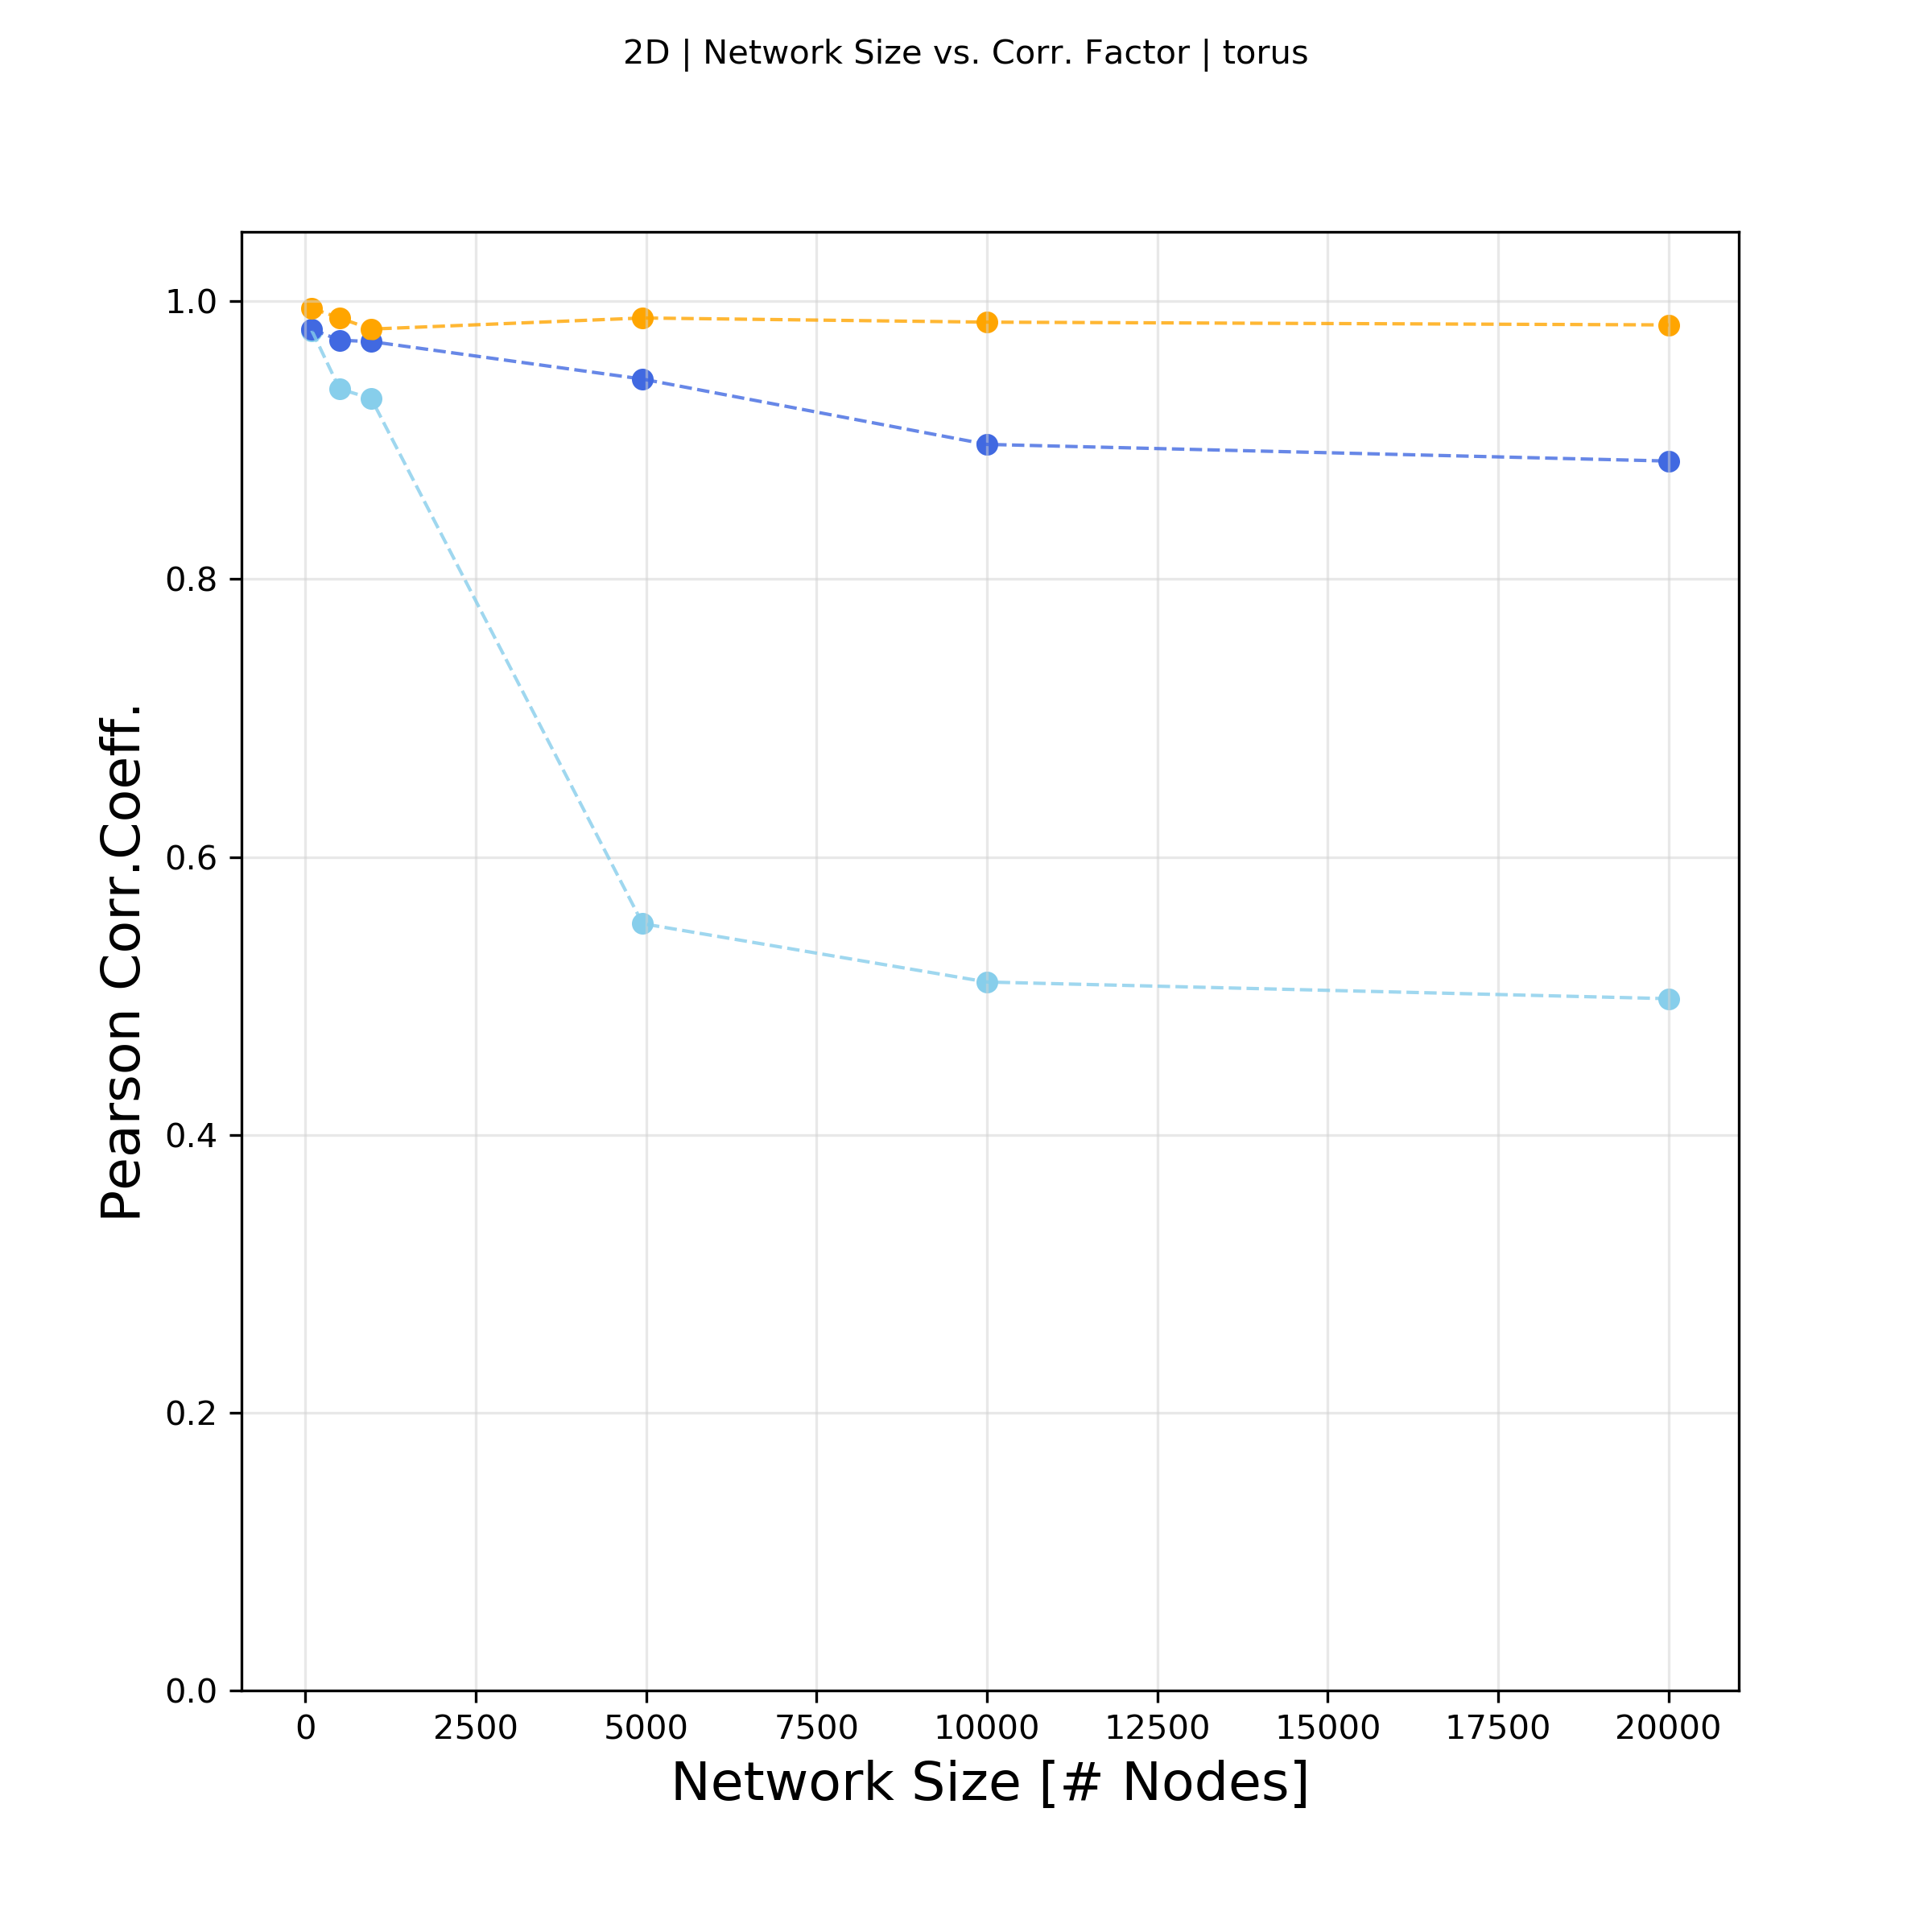 2D | Network Size vs. Corr. Factor | torus
1.0
0.8
0.6
0.4
0.2
0.0
Pearson Corr.Coeff.
0 2500 5000 7500 10000 12500 15000 17500 20000
Network Size [# Nodes]